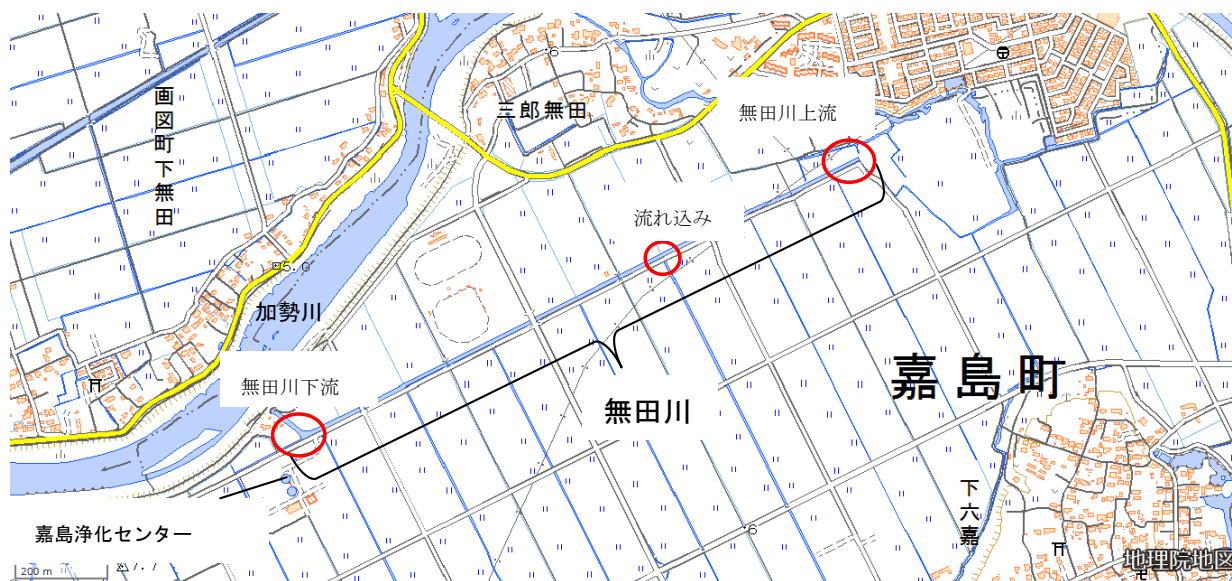 画図町下無田
三郎無田
無田川上流
流れ込み
加勢川
5.0
無田川下流
嘉島町
無田川
下六嘉
嘉島浄化センター
6
6
200 m
7.7
地理院地図